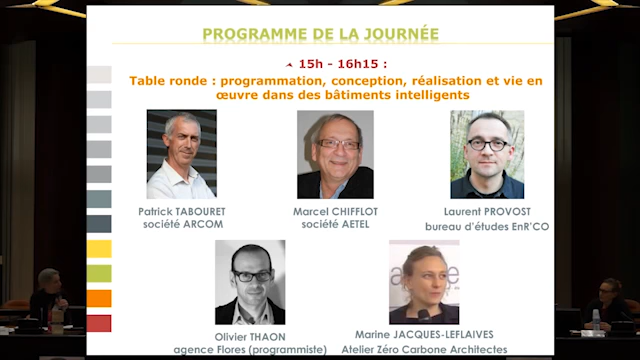 PROGRAMME DE LA JOURNÉE
15h - 16h15 :
Table ronde : programmation, conception, réalisation et vie en
œuvre dans des bâtiments intelligents
Patrick TABOURET
société ARCOM
Marcel CHIFFLOT
société AETEL
Laurent PROVOST
bureau d'études EnR'CO
Olivier THAON
agence Flores (programmiste)
Marine JACQUES-LEFLAIVES
Atelier Zéro Carbone Architectes